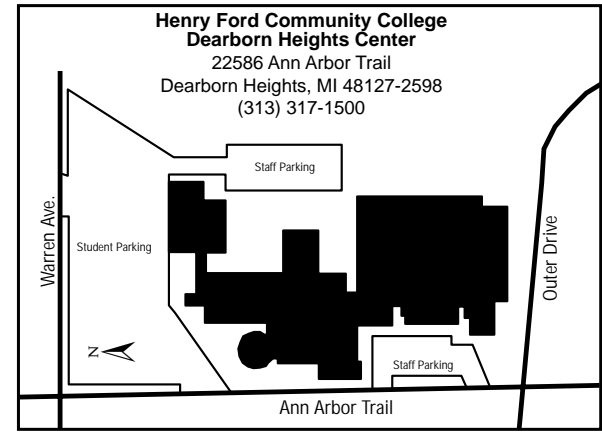 Henry Ford Community College
Dearborn Heights Center
22586 Ann Arbor Trail
Dearborn Heights, MI 48127-2598
(313) 317-1500
Staff Parking
Warren Ave.
Student Parking
Outer Drive
N
Staff Parking
Ann Arbor Trail